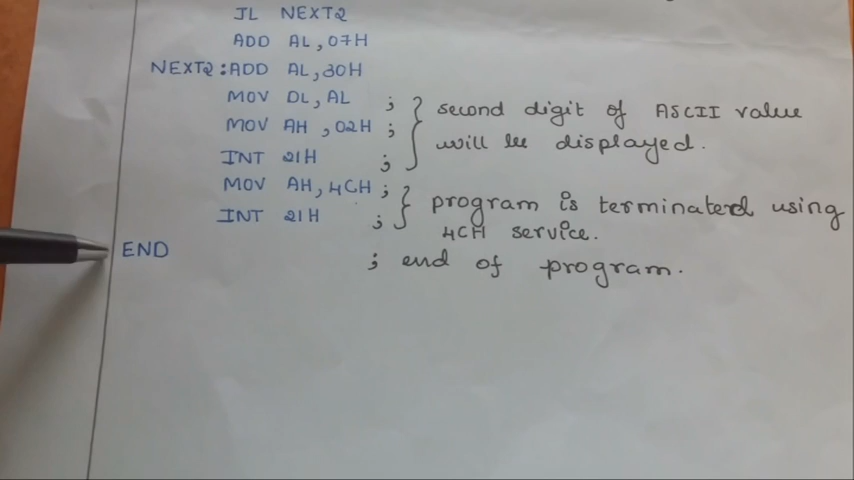 JL NEXT2
ADD AL,07H
NEXT2:ADD AL,30H
MOV DL,AL ; } second digit of ASCII value
MOV AH,02H ; will be displayed.
INT 21H ;
MOV AH,4CH ; } program is terminated using
INT 21H ; 4CH service.
END ; end of program.